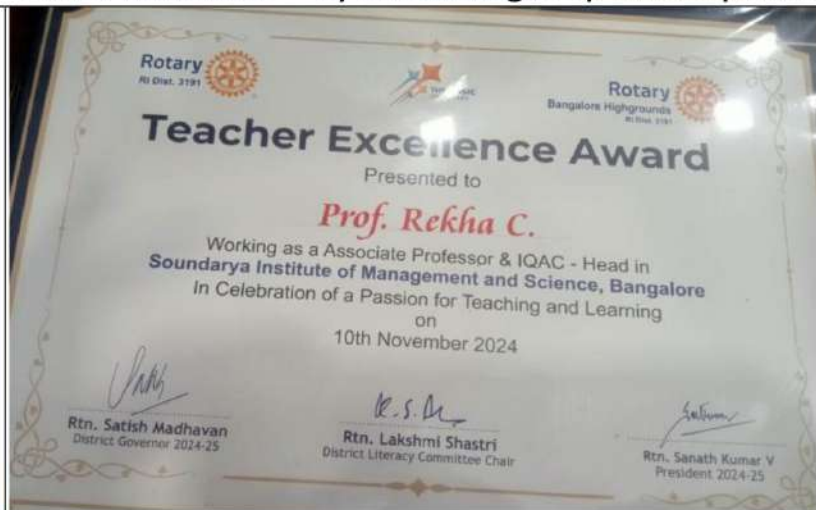 Rotary
RI Dist. 3191
Rotary
Bangalore Highgrounds
RI Dist. 3191
Teacher Excellence Award
Presented to
Prof. Rekha C.
Working as a Associate Professor & IQAC - Head in
Soundarya Institute of Management and Science, Bangalore
In Celebration of a Passion for Teaching and Learning
on
10th November 2024
Rtn. Satish Madhavan
District Governor 2024-25
Rtn. Lakshmi Shastri
District Literacy Committee Chair
Rtn. Sanath Kumar V
President 2024-25